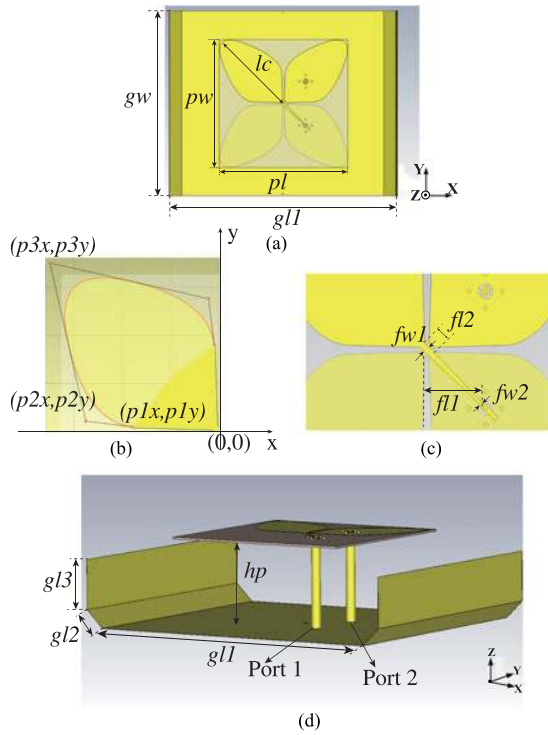 gw
pw
lc
pl
gl1
Y
Z
X
(a)
(p3x,p3y)
y
(p2x,p2y)
(p1x,p1y)
(0,0)
x
(b)
fw1
fl2
fl1
fw2
(c)
gl3
gl2
gl1
hp
Port 1
Port 2
Z
Y
X
(d)